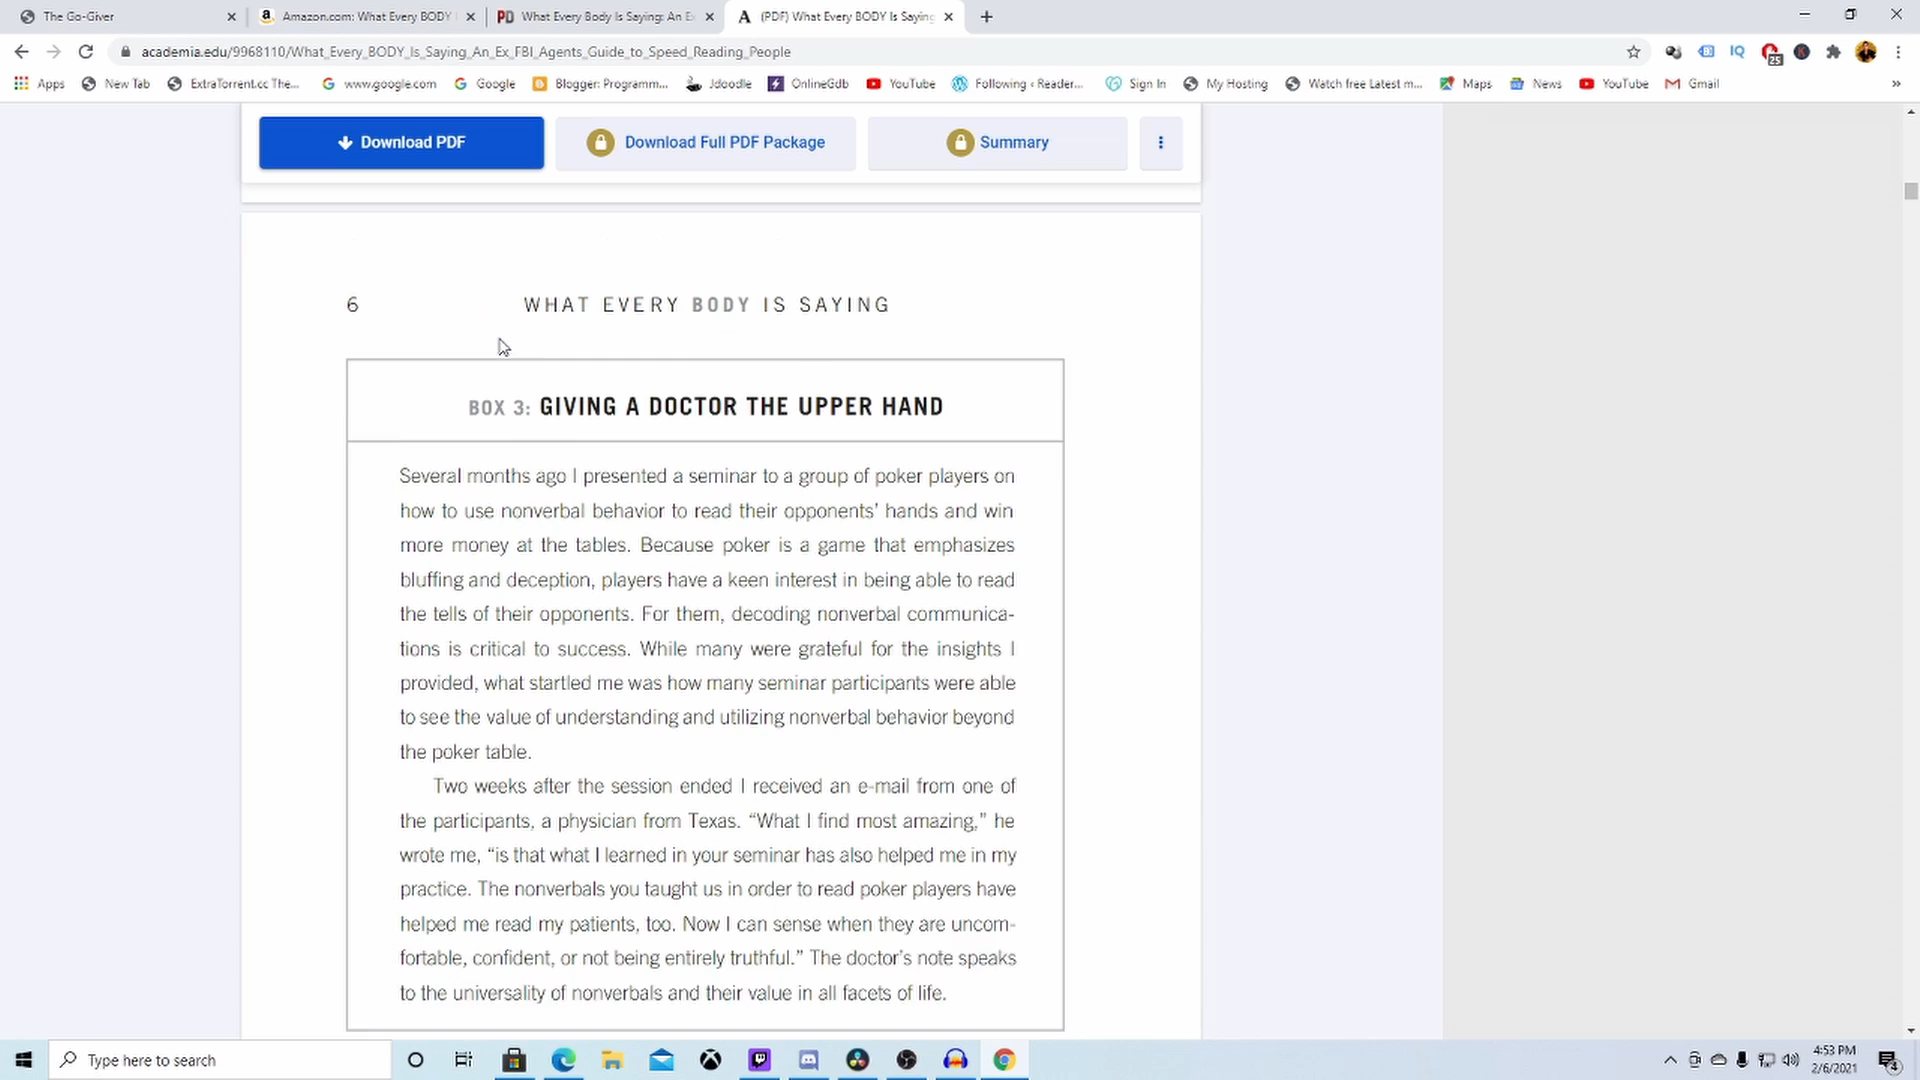 The Go-Giver
Amazon.com: What Every BODY I
What Every Body Is Saying: An Ex
(PDF) What Every BODY Is Saying
academia.edu/9968110/What_Every_BODY_Is_Saying_An_Ex_FBI_Agents_Guide_to_Speed_Reading_People
IQ
25
Apps
New Tab
ExtraTorrent.cc The...
www.google.com
Google
Blogger: Programm...
Jdoodle
OnlineGdb
YouTube
Following ‹ Reader...
Sign In
My Hosting
Watch free Latest m...
Maps
News
YouTube
Gmail
Download PDF
Download Full PDF Package
Summary
6 WHAT EVERY BODY IS SAYING
BOX 3: GIVING A DOCTOR THE UPPER HAND
Several months ago I presented a seminar to a group of poker players on
how to use nonverbal behavior to read their opponents’ hands and win
more money at the tables. Because poker is a game that emphasizes
bluffing and deception, players have a keen interest in being able to read
the tells of their opponents. For them, decoding nonverbal communica-
tions is critical to success. While many were grateful for the insights I
provided, what startled me was how many seminar participants were able
to see the value of understanding and utilizing nonverbal behavior beyond
the poker table.
Two weeks after the session ended I received an e-mail from one of
the participants, a physician from Texas. “What I find most amazing,” he
wrote me, “is that what I learned in your seminar has also helped me in my
practice. The nonverbals you taught us in order to read poker players have
helped me read my patients, too. Now I can sense when they are uncom-
fortable, confident, or not being entirely truthful.” The doctor’s note speaks
to the universality of nonverbals and their value in all facets of life.
Type here to search
4:53 PM
2/6/2021
4